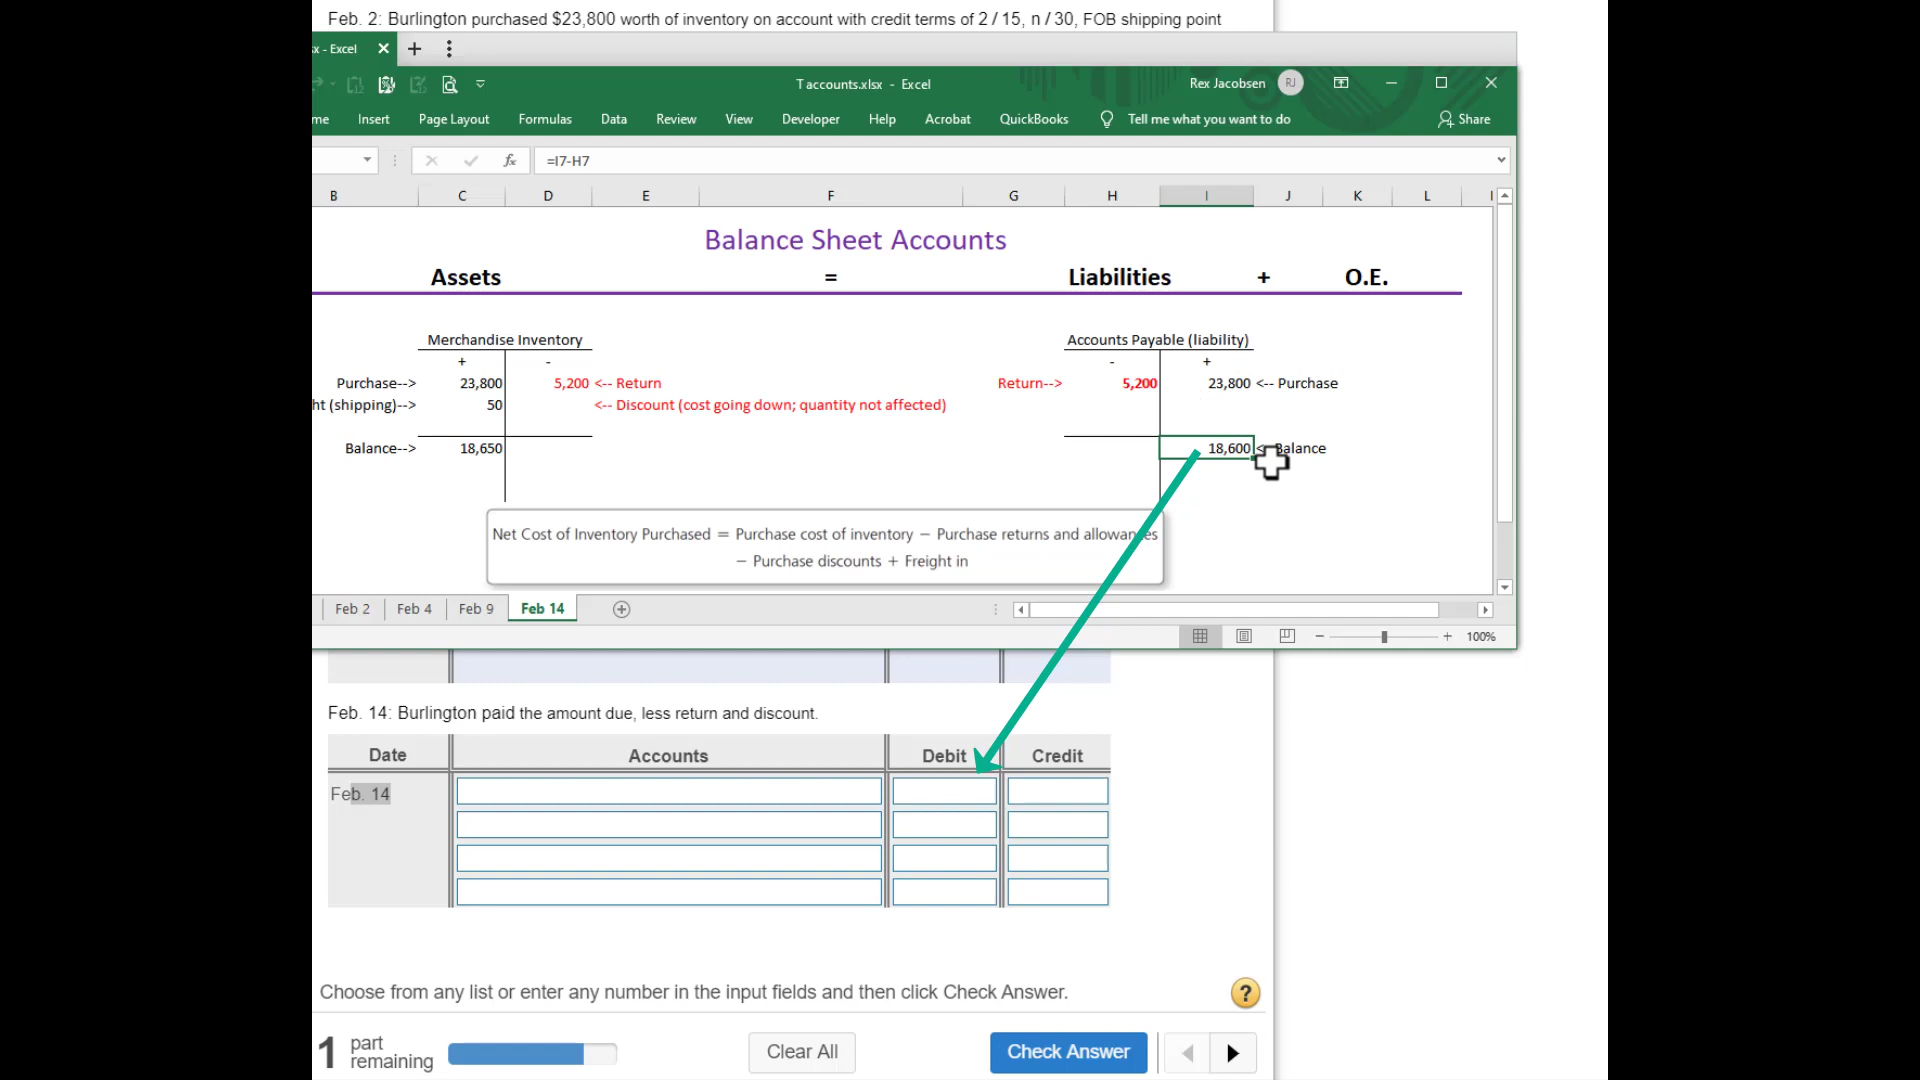 Feb. 2: Burlington purchased $23,800 worth of inventory on account with credit terms of 2 / 15, n / 30, FOB shipping point
sx - Excel
T accounts.xlsx - Excel
Rex Jacobsen RJ
me Insert Page Layout Formulas Data Review View Developer Help Acrobat QuickBooks Tell me what you want to do Share
fx =I7-H7
B C D E F G H I J K L
Balance Sheet Accounts
Assets = Liabilities + O.E.
Merchandise Inventory Accounts Payable (liability)
+ - - +
Purchase--> 23,800 5,200 <-- Return Return--> 5,200 23,800 <-- Purchase
ht (shipping)--> 50 <-- Discount (cost going down; quantity not affected)
Balance--> 18,650 18,600 <-- Balance
Net Cost of Inventory Purchased = Purchase cost of inventory − Purchase returns and allowances
− Purchase discounts + Freight in
Feb 2 Feb 4 Feb 9 Feb 14
100%
Feb. 14: Burlington paid the amount due, less return and discount.
Date Accounts Debit Credit
Feb. 14
Choose from any list or enter any number in the input fields and then click Check Answer.
?
1 part remaining
Clear All
Check Answer